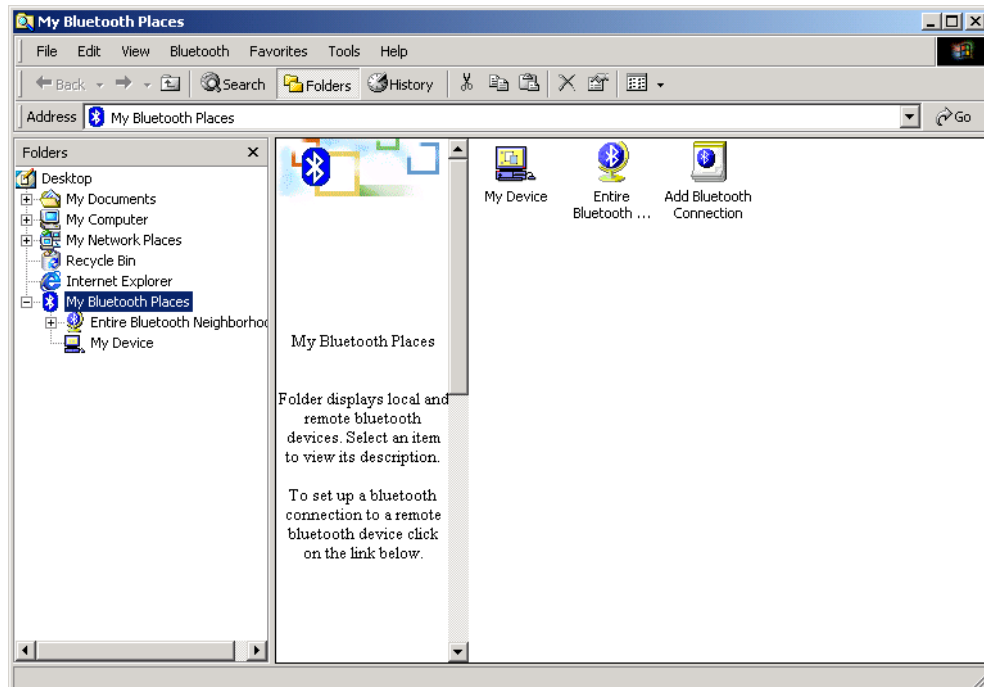 My Bluetooth Places
File Edit View Bluetooth Favorites Tools Help
Back Search Folders History
Address My Bluetooth Places Go
Folders
Desktop
My Documents
My Computer
My Network Places
Recycle Bin
Internet Explorer
My Bluetooth Places
Entire Bluetooth Neighborhoo
My Device
My Bluetooth Places
Folder displays local and
remote bluetooth
devices. Select an item
to view its description.
To set up a bluetooth
connection to a remote
bluetooth device click
on the link below.
My Device
Entire
Bluetooth ...
Add Bluetooth
Connection